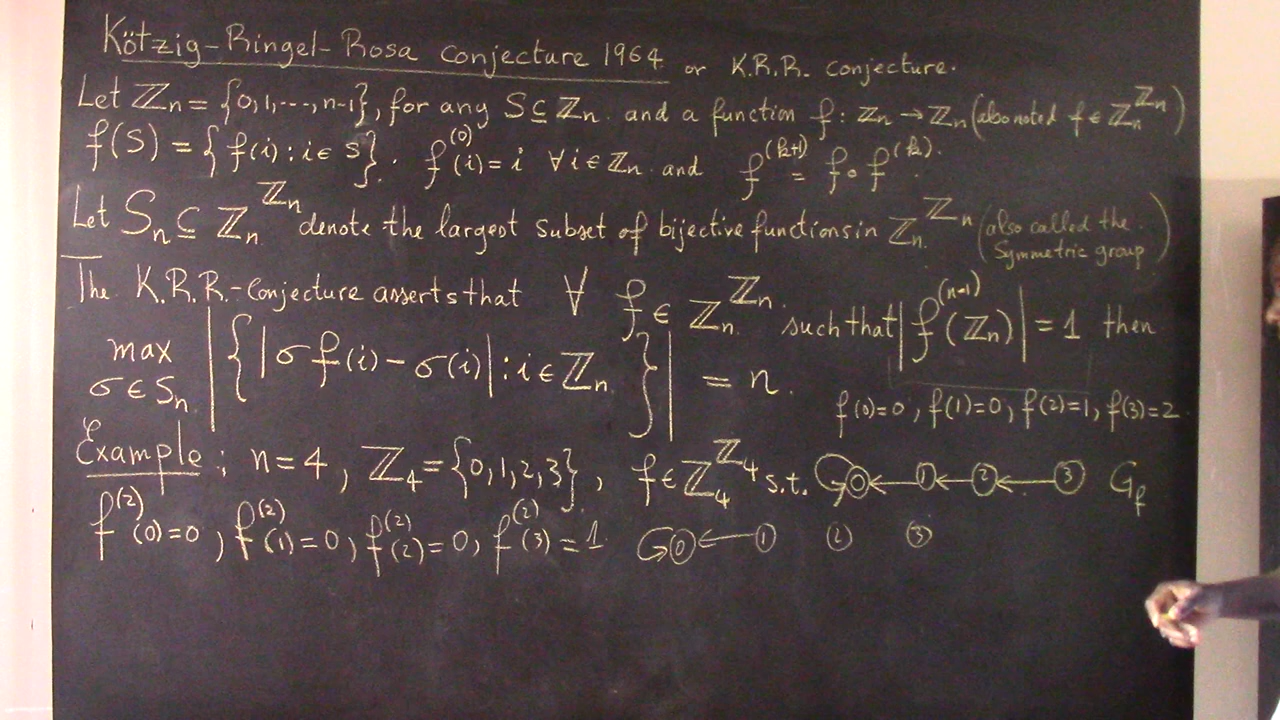 Kötzig-Ringel-Rosa Conjecture 1964 or K.R.R. conjecture.
Let ℤₙ = {0,1,...,n-1}, for any S ⊆ ℤₙ and a function f: ℤₙ → ℤₙ (also noted f ∈ ℤₙ^ℤₙ)
f(S) = {f(i) : i ∈ S}. f^(0)(i) = i ∀ i ∈ ℤₙ and f^(k+1) = f ∘ f^(k).
Let Sₙ ⊆ ℤₙ^ℤₙ denote the largest subset of bijective functions in ℤₙ^ℤₙ (also called the Symmetric group)
The K.R.R.-Conjecture asserts that ∀ f ∈ ℤₙ^ℤₙ such that |f^(n-1)(ℤₙ)| = 1 then
max σ ∈ Sₙ |{|σf(i) - σ(i)| : i ∈ ℤₙ}| = n.
f(0)=0, f(1)=0, f(2)=1, f(3)=2
Example: n=4, ℤ₄={0,1,2,3}, f ∈ ℤ₄^ℤ₄ s.t. 0 ← 1 ← 2 ← 3 G_f
f^(2)(0)=0, f^(2)(1)=0, f^(2)(2)=0, f^(2)(3)=1 0 ← 1 2 3